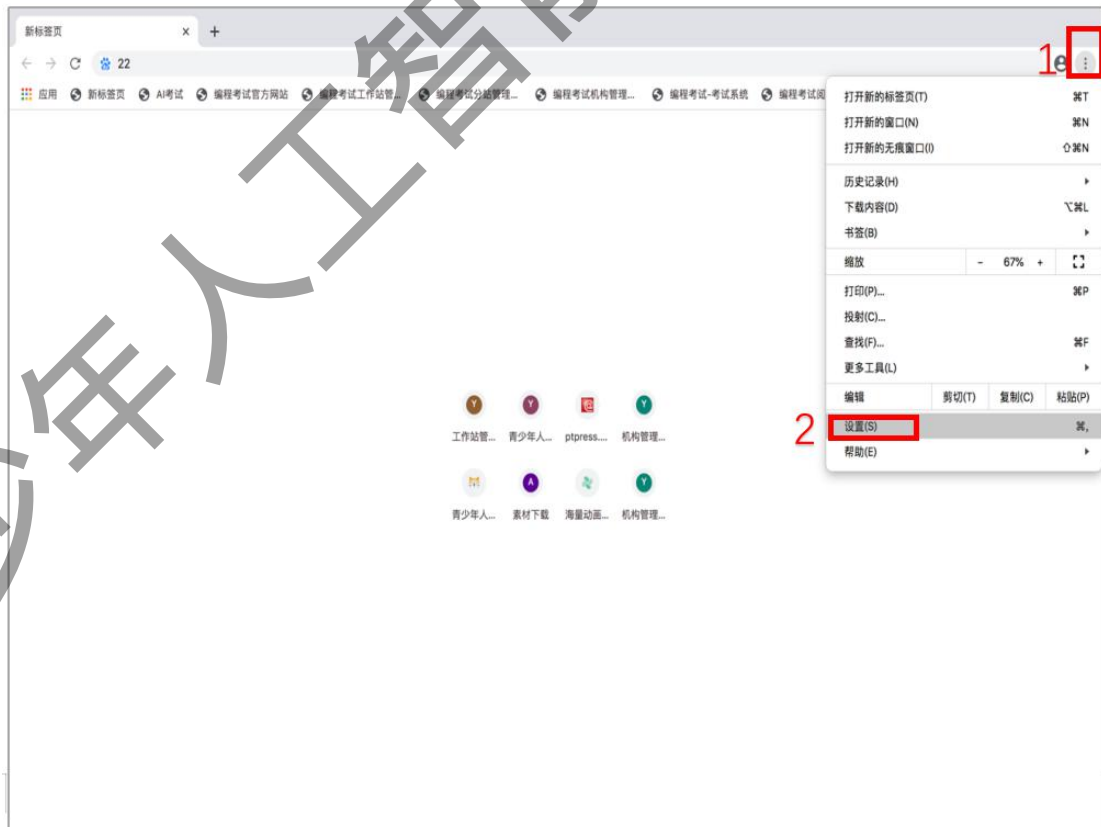 新标签页 × +
22
1
应用 新标签页 AI考试 编程考试官方网站 编程考试工作站管... 编程考试分站管理... 编程考试机构管理... 编程考试-考试系统 编程考试阅
打开新的标签页(T) ⌘T
打开新的窗口(N) ⌘N
打开新的无痕窗口(I) ⇧⌘N
历史记录(H)
下载内容(D) ⌥⌘L
书签(B)
缩放 - 67% +
打印(P)... ⌘P
投射(C)...
查找(F)... ⌘F
更多工具(L)
编辑 剪切(T) 复制(C) 粘贴(P)
2 设置(S) ⌘,
帮助(E)
Y Y Y
工作站管... 青少年人... ptpress.... 机构管理...
A Y
青少年人... 素材下载 海量动画... 机构管理...
少年人工智能